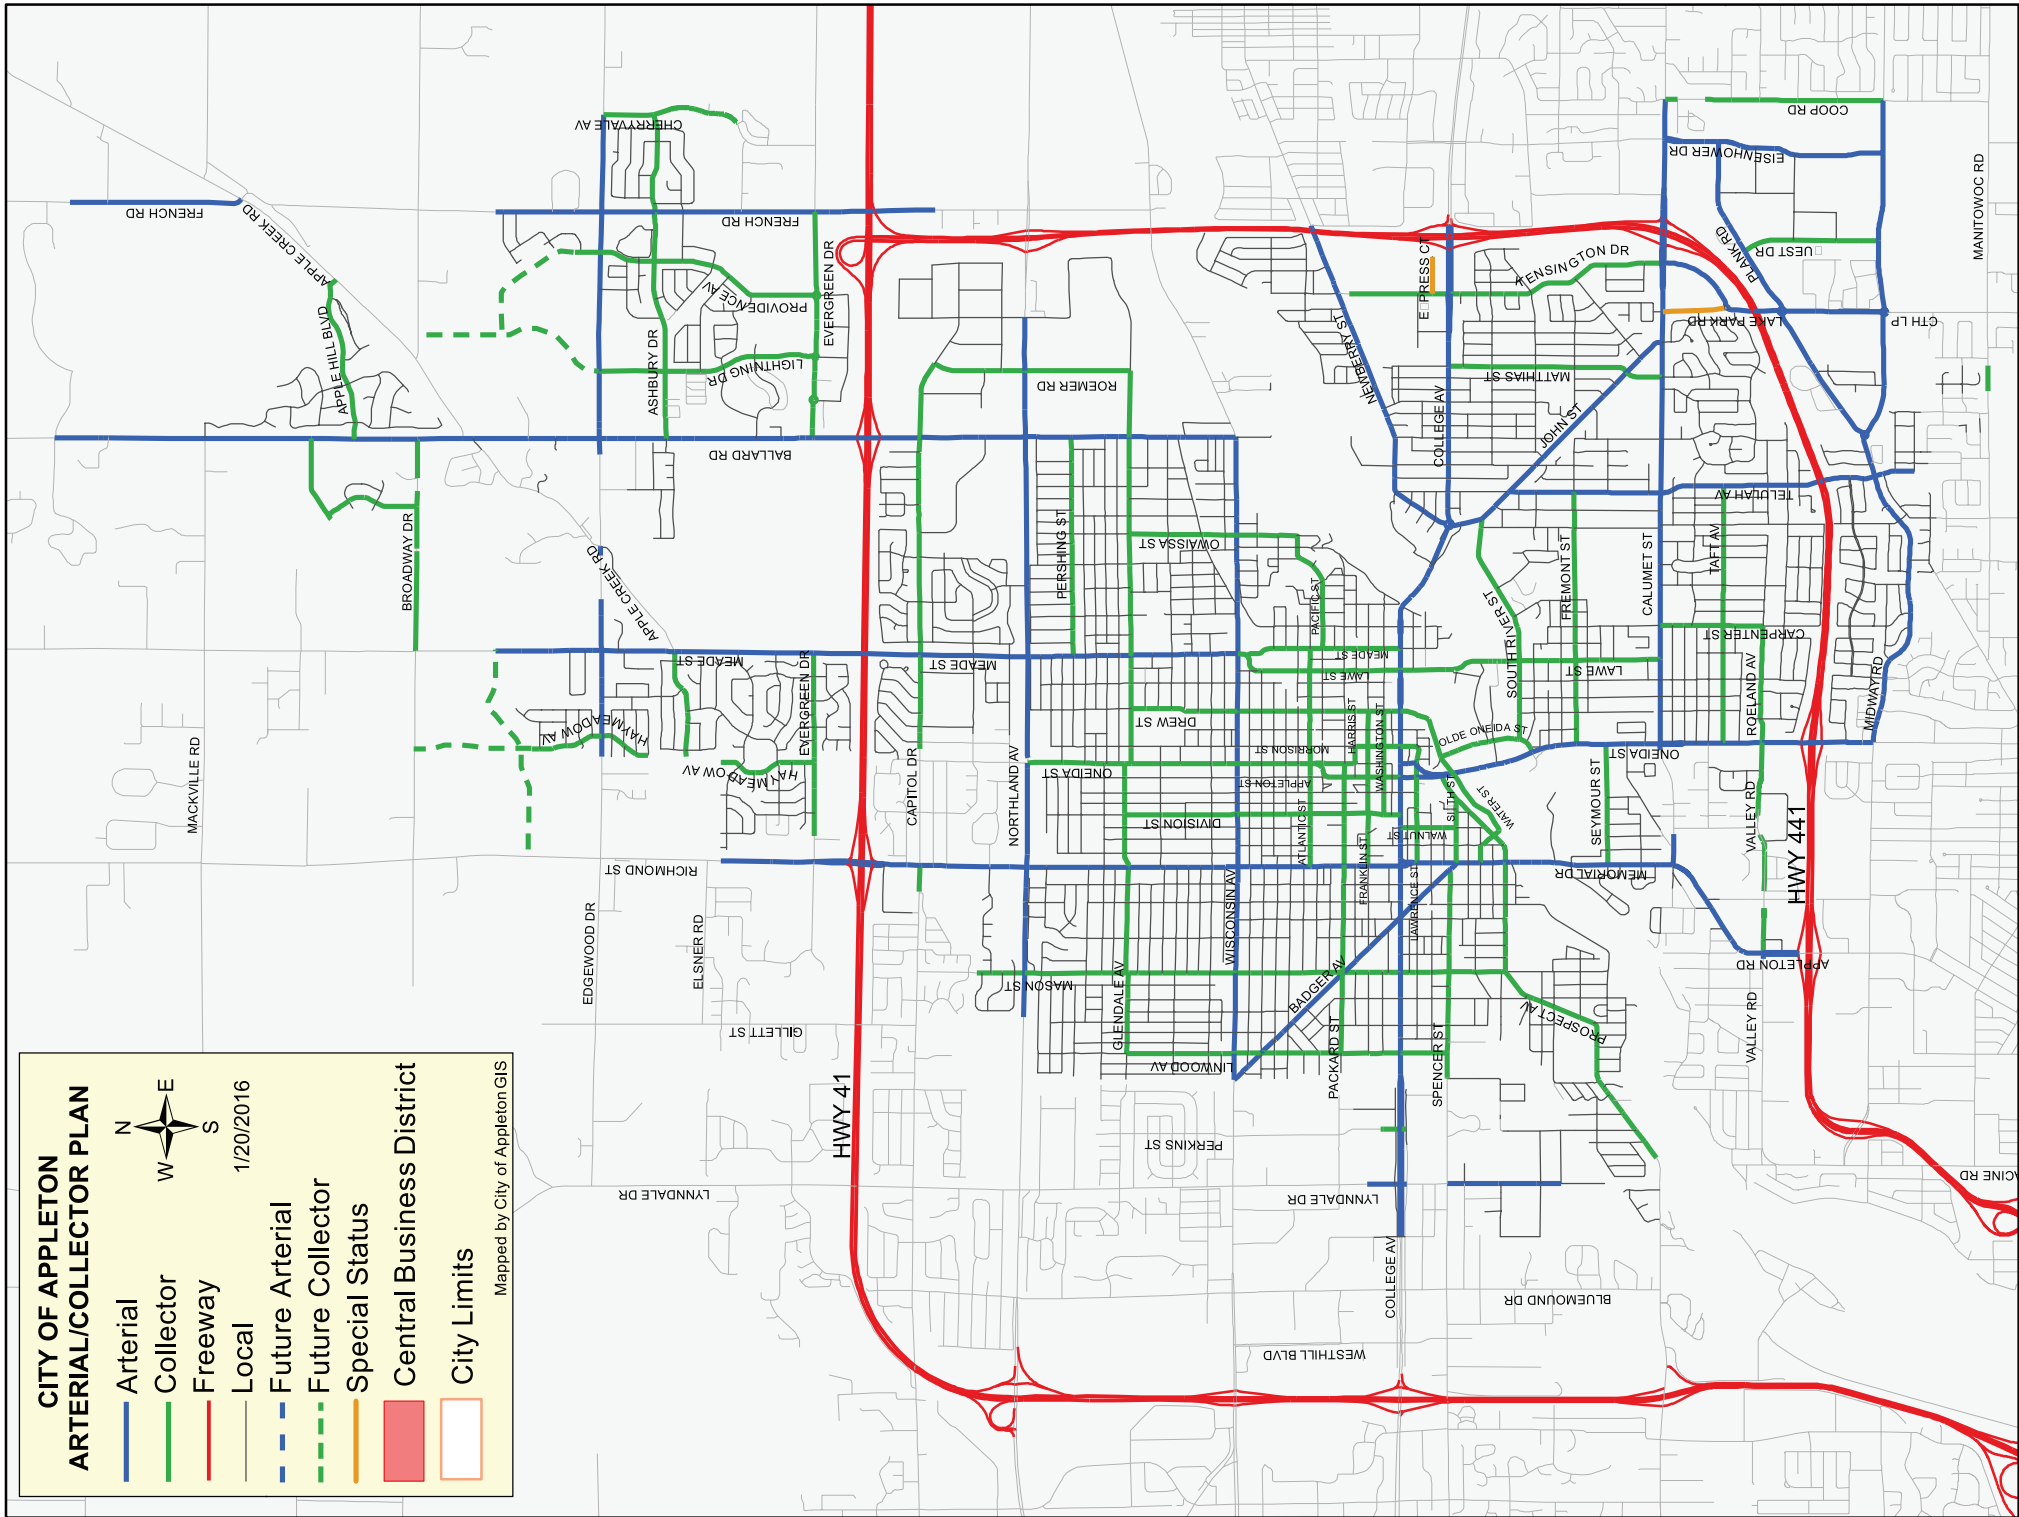 CITY OF APPLETON
ARTERIAL/COLLECTOR PLAN
N
W
E
S
1/20/2016
Arterial
Collector
Freeway
Local
Future Arterial
Future Collector
Special Status
Central Business District
City Limits
Mapped by City of Appleton GIS
MACKVILLE RD
BROADWAY DR
FRENCH RD
APPLE CREEK RD
APPLE CREEK RD
APPLE HILL BLVD
APPLE CREEK RD
CHERRYVALE AV
FRENCH RD
PROVIDENCE AV
EVERGREEN DR
LIGHTNING DR
ASHBURY DR
BALLARD RD
MEADE ST
HAYMEADOW AV
HAYMEADOW AV
EVERGREEN DR
RICHMOND ST
EDGEWOOD DR
ELSNER RD
GILLETT ST
LYNNDALE DR
HWY 41
CAPITOL DR
MEADE ST
NORTHLAND AV
ROEMER RD
PERSHING ST
OWAISSA ST
ONEIDA ST
DREW ST
DIVISION ST
MASON ST
GLENDALE AV
LINWOOD AV
PERKINS ST
WISCONSIN AV
BADGER AV
PACIFIC ST
MEADE ST
LAWE ST
HARRIS ST
MORRISON ST
APPLETON ST
WASHINGTON ST
ATLANTIC ST
FRANKLIN ST
LAWRENCE ST
WALNUT ST
WATER ST
OLDE ONEIDA ST
PACKARD ST
SPENCER ST
PROSPECT AV
LYNNDALE DR
COLLEGE AV
BLUEMOUND DR
WESTHILL BLVD
NEWBERRY ST
E PRESS CT
COLLEGE AV
KENSINGTON DR
MATTHIAS ST
JOHN ST
SOUTH RIVER ST
FREMONT ST
LAWE ST
CALUMET ST
TAFT AV
TELULAH AV
CARPENTER ST
ROELAND AV
ONEIDA ST
SEYMOUR ST
MEMORIAL DR
VALLEY RD
HWY 441
APPLETON RD
VALLEY RD
MIDWAY RD
LAKE PARK RD
PLANK RD
UEST DR
EISENHOWER DR
COOP RD
CTH LP
MANITOWOC RD